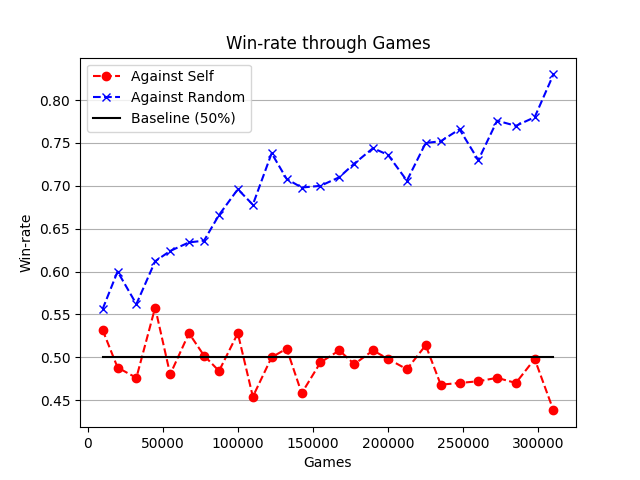 Win-rate through Games
Against Self
Against Random
Baseline (50%)
Win-rate
0.80
0.75
0.70
0.65
0.60
0.55
0.50
0.45
0
50000
100000
150000
200000
250000
300000
Games